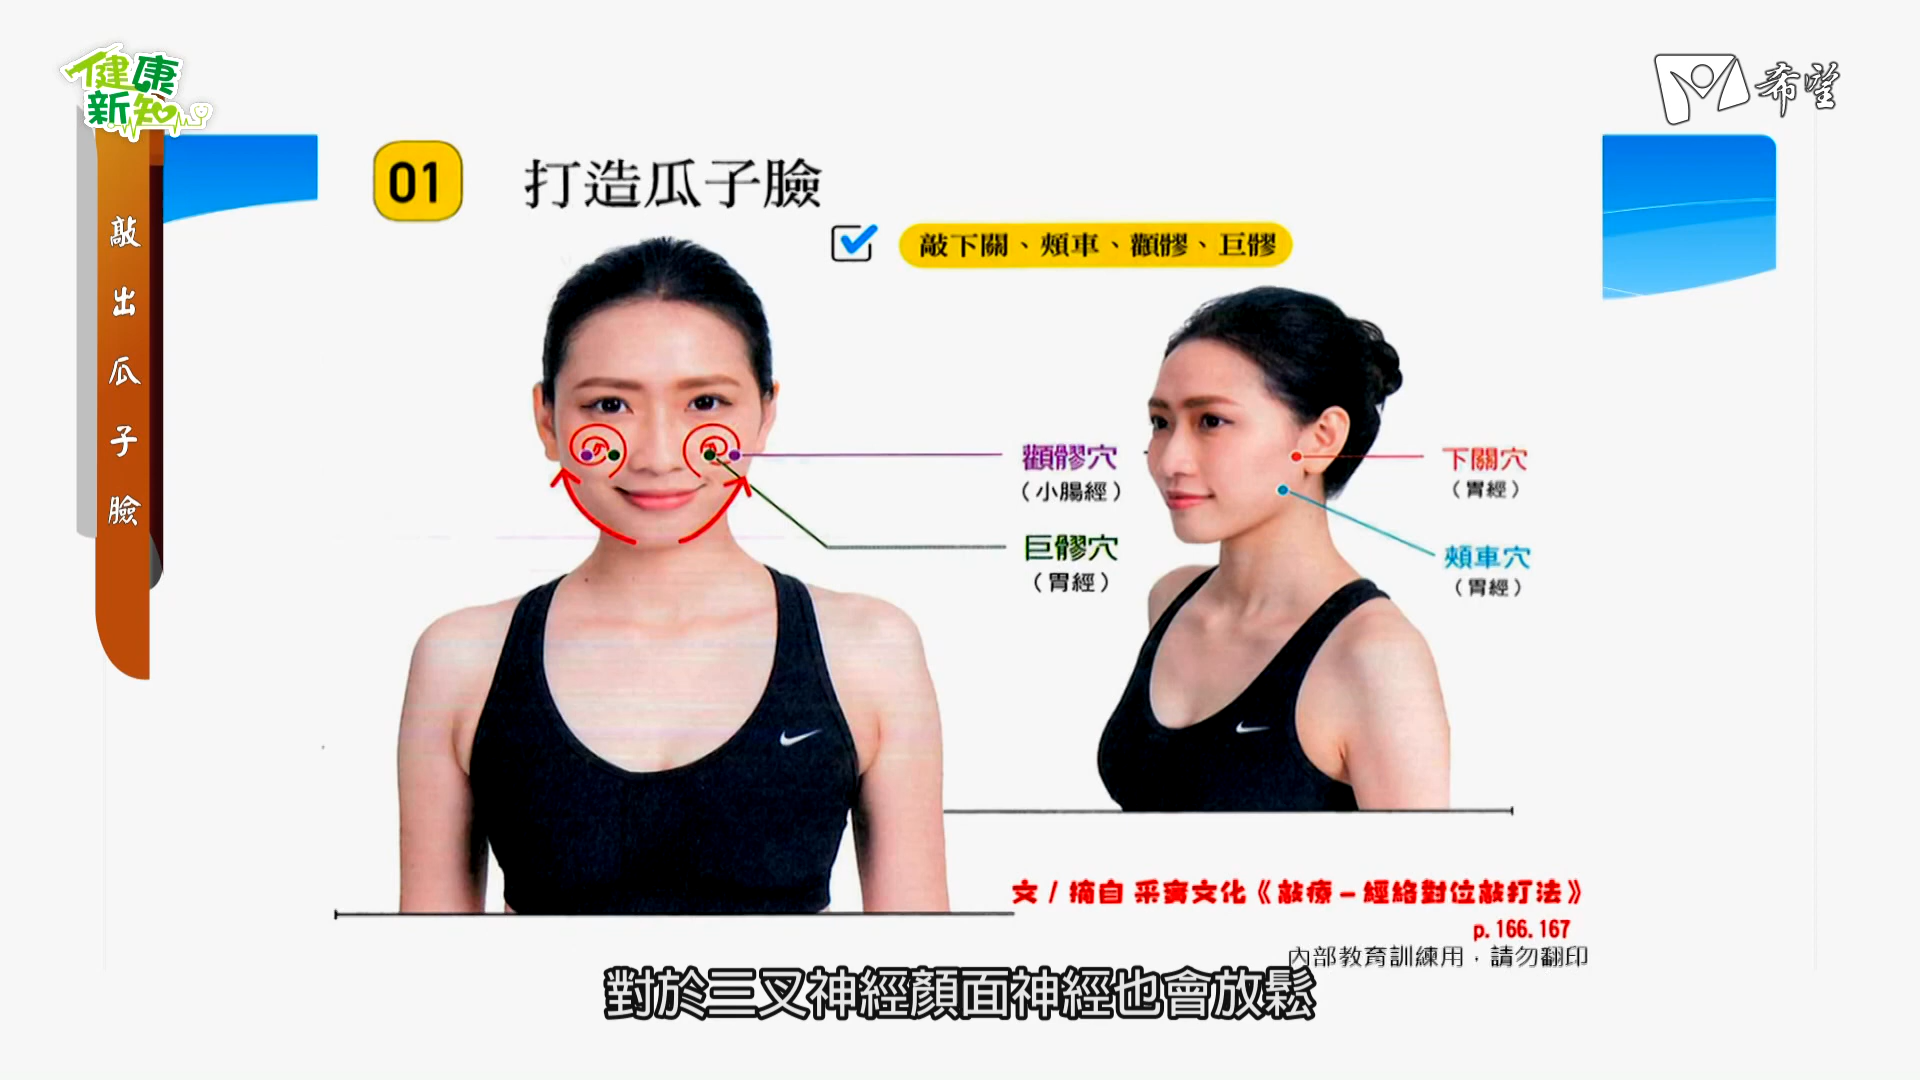 健康
新知
希望
敲出瓜子臉
01
打造瓜子臉
敲下關、頰車、顴髎、巨髎
顴髎穴
（小腸經）
巨髎穴
（胃經）
下關穴
（胃經）
頰車穴
（胃經）
文 / 摘自 采實文化《敲療－經絡對位敲打法》
p.166.167
內部教育訓練用，請勿翻印
對於三叉神經顏面神經也會放鬆